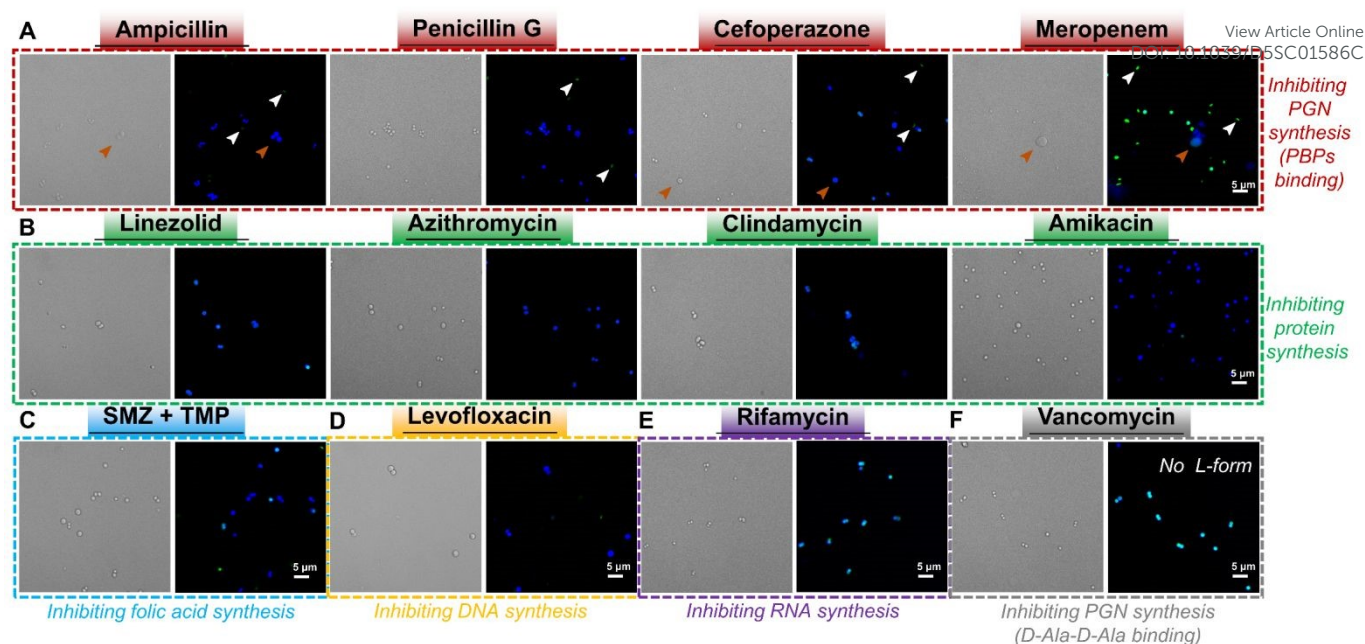 View Article Online
DOI: 10.1039/D5SC01586C
A
Ampicillin
Penicillin G
Cefoperazone
Meropenem
Inhibiting
PGN
synthesis
(PBPs
binding)
5 μm
B
Linezolid
Azithromycin
Clindamycin
Amikacin
Inhibiting
protein
synthesis
5 μm
C
SMZ + TMP
D
Levofloxacin
E
Rifamycin
F
Vancomycin
No L-form
5 μm
5 μm
5 μm
5 μm
Inhibiting folic acid synthesis
Inhibiting DNA synthesis
Inhibiting RNA synthesis
Inhibiting PGN synthesis
(D-Ala-D-Ala binding)